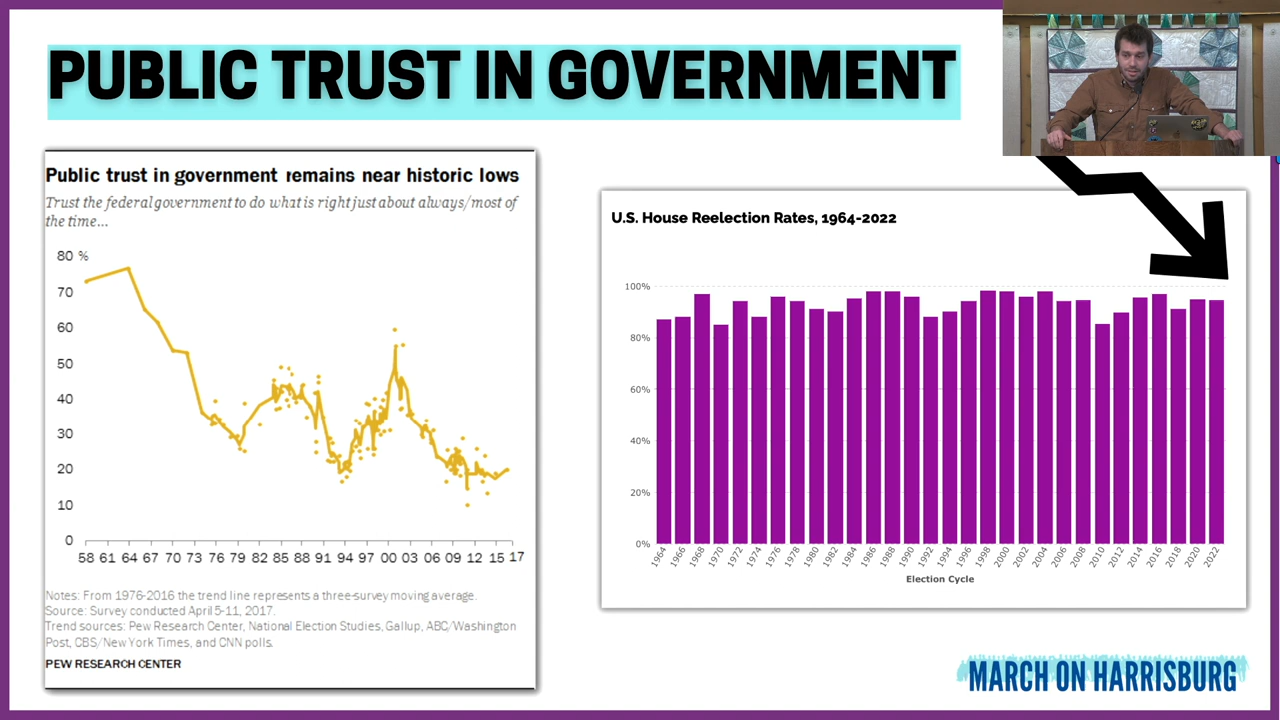 PUBLIC TRUST IN GOVERNMENT
Public trust in government remains near historic lows
Trust the federal government to do what is right just about always/most of
the time...
80 %
70
60
50
40
30
20
10
0
58 61 64 67 70 73 76 79 82 85 88 91 94 97 00 03 06 09 12 15 17
Notes: From 1976-2016 the trend line represents a three-survey moving average.
Source: Survey conducted April 5-11, 2017.
Trend sources: Pew Research Center, National Election Studies, Gallup, ABC/Washington
Post, CBS/New York Times, and CNN polls.
PEW RESEARCH CENTER
U.S. House Reelection Rates, 1964-2022
100%
80%
60%
40%
20%
0%
1964 1966 1968 1970 1972 1974 1976 1978 1980 1982 1984 1986 1988 1990 1992 1994 1996 1998 2000 2002 2004 2006 2008 2010 2012 2014 2016 2018 2020 2022
Election Cycle
MARCH ON HARRISBURG